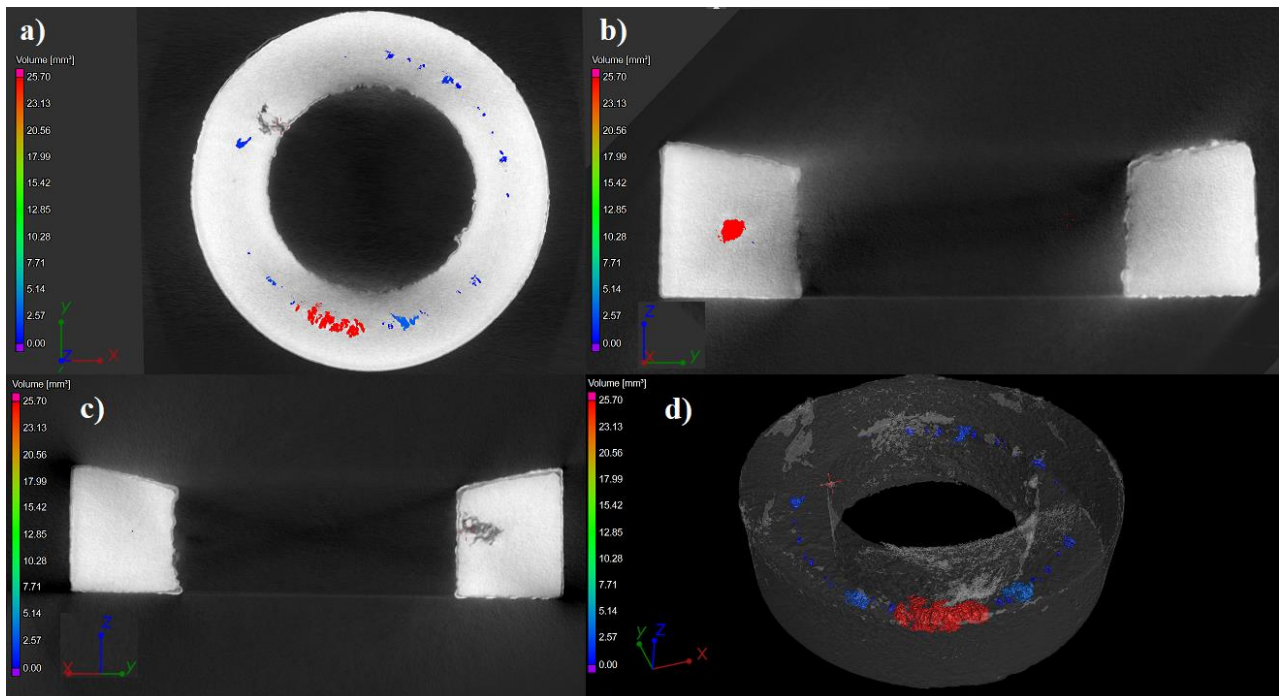 a)
Volume [mm³]
25.70
23.13
20.56
17.99
15.42
12.85
10.28
7.71
5.14
2.57
0.00
y
Z
X
b)
Volume [mm³]
25.70
23.13
20.56
17.99
15.42
12.85
10.28
7.71
5.14
2.57
0.00
Z
X
y
c)
Volume [mm³]
25.70
23.13
20.56
17.99
15.42
12.85
10.28
7.71
5.14
2.57
0.00
Z
X
y
d)
Volume [mm³]
25.70
23.13
20.56
17.99
15.42
12.85
10.28
7.71
5.14
2.57
0.00
y
Z
X